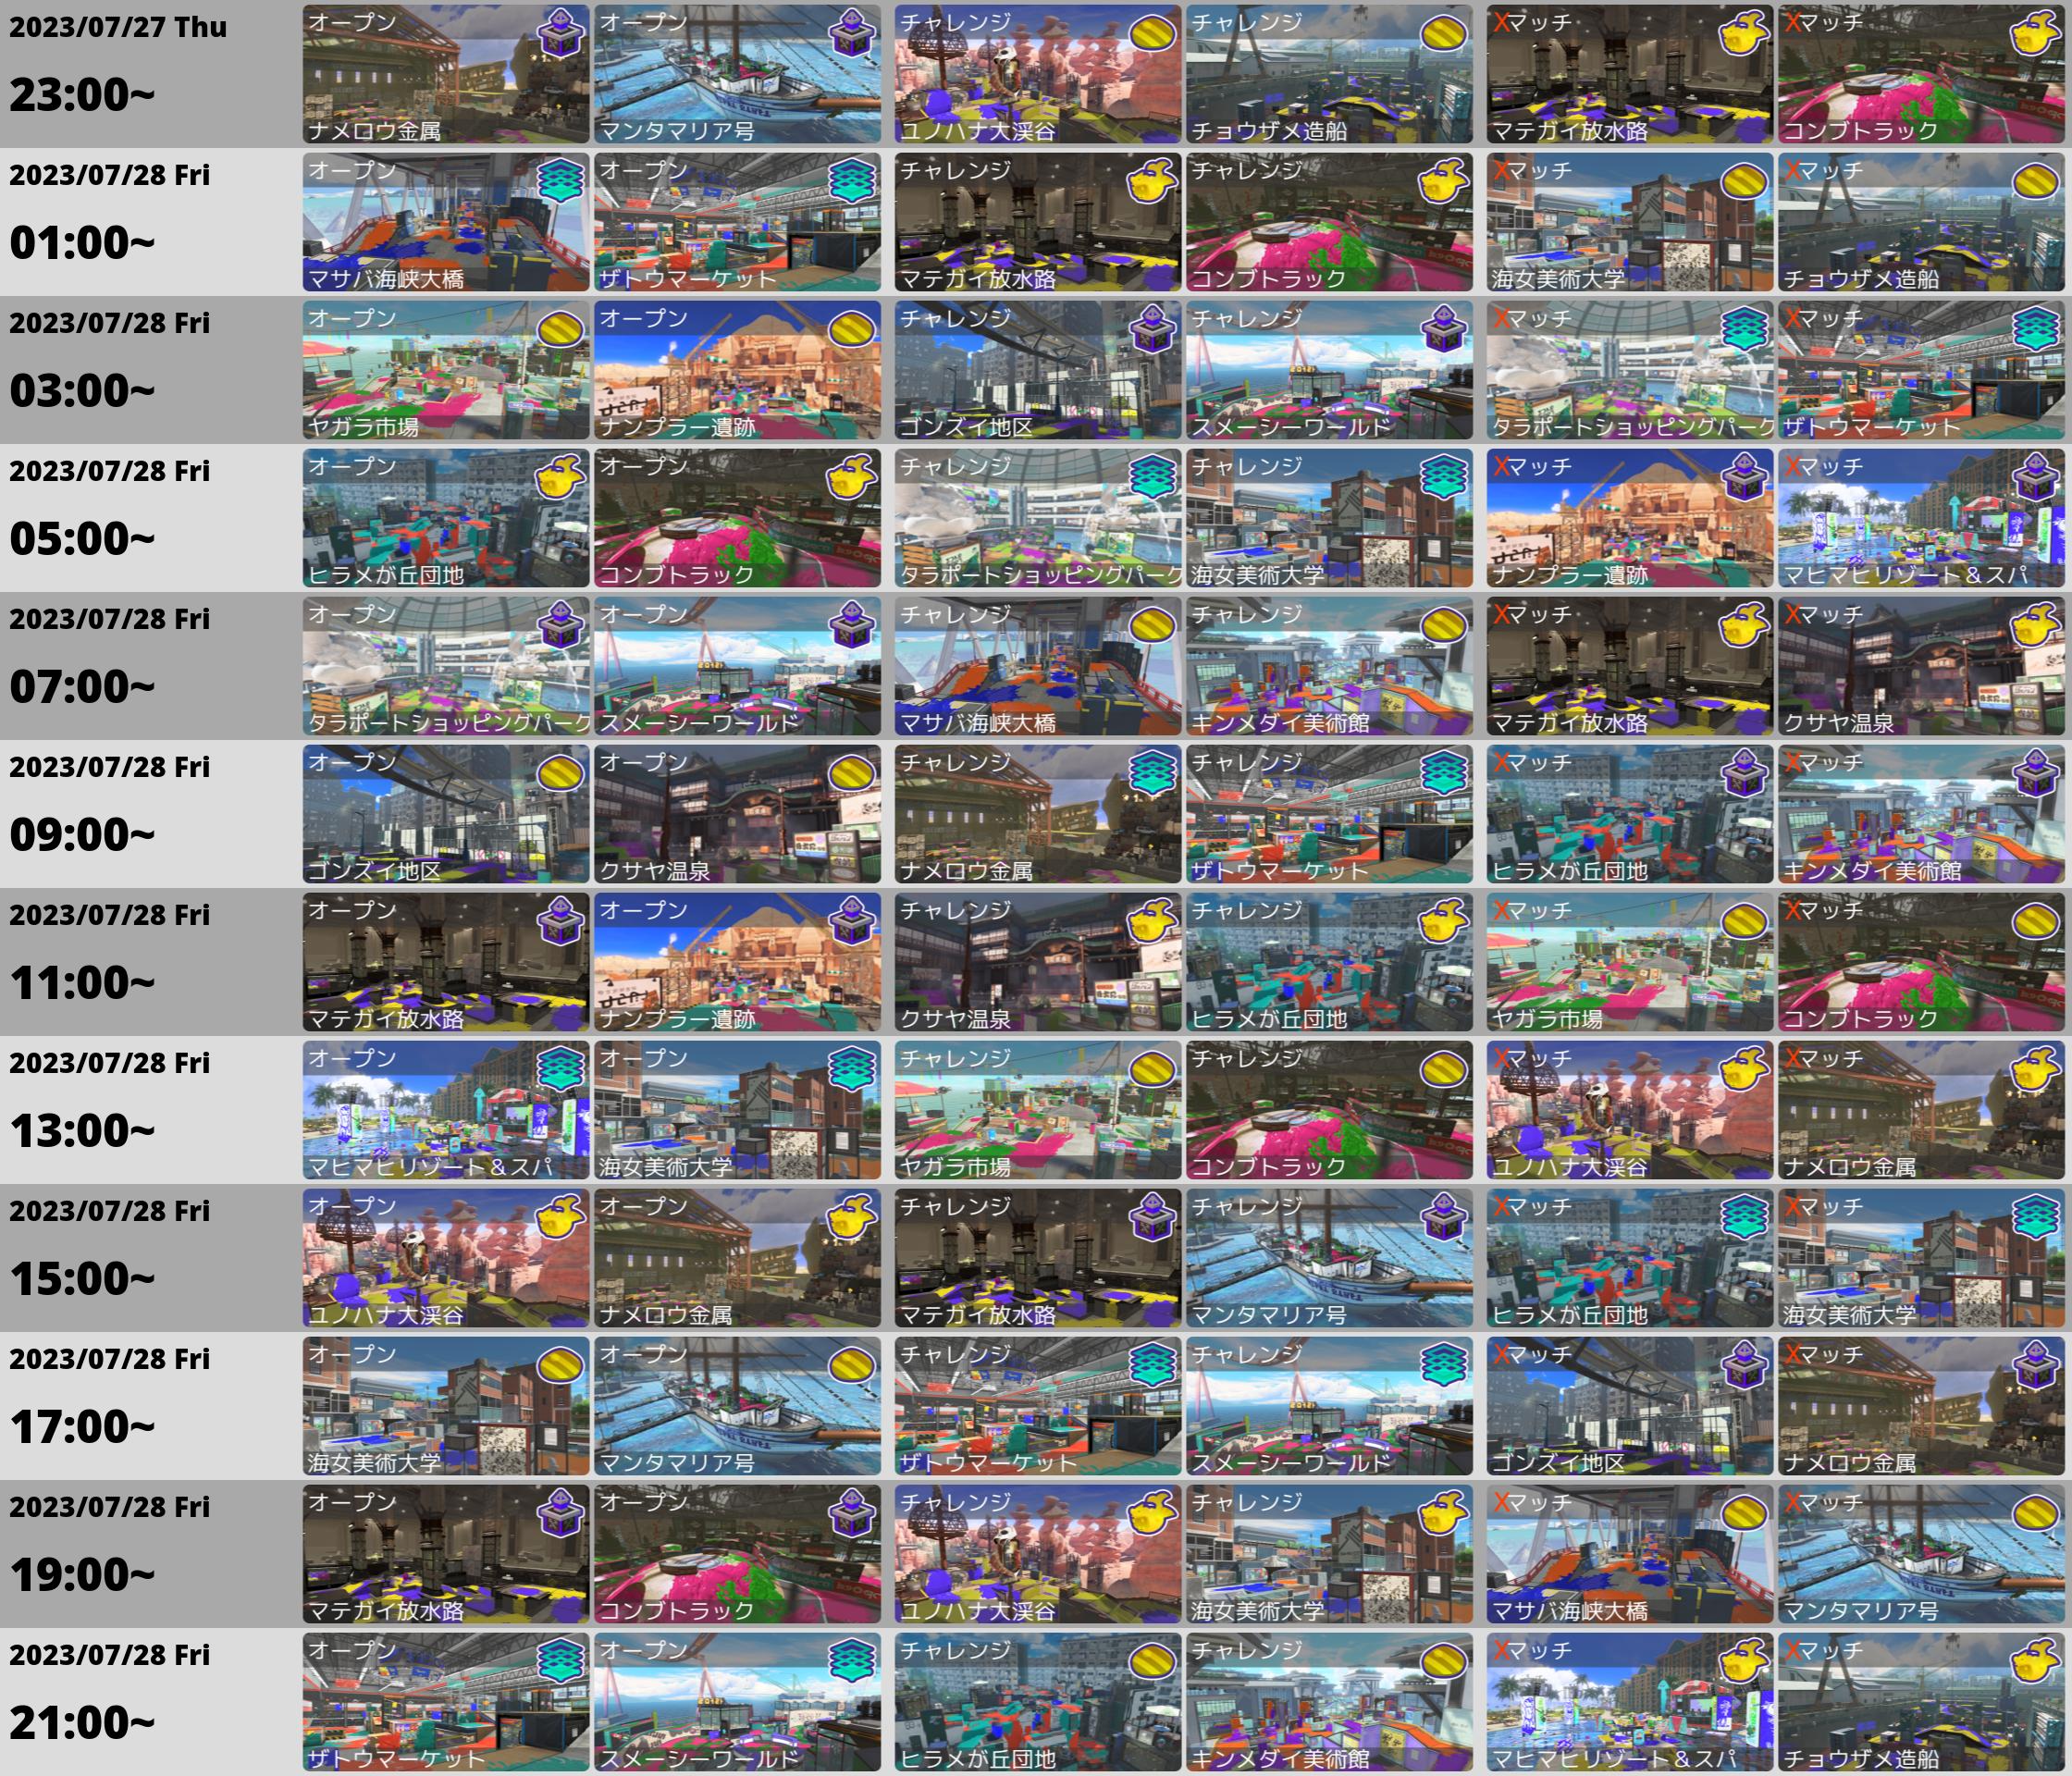 2023/07/27 Thu
23:00~
オープン オープン チャレンジ チャレンジ Xマッチ Xマッチ
ナメロウ金属 マンタマリア号 ユノハナ大渓谷 チョウザメ造船 マテガイ放水路 コンブトラック
2023/07/28 Fri
01:00~
オープン オープン チャレンジ チャレンジ Xマッチ Xマッチ
マサバ海峡大橋 ザトウマーケット マテガイ放水路 コンブトラック 海女美術大学 チョウザメ造船
2023/07/28 Fri
03:00~
オープン オープン チャレンジ チャレンジ Xマッチ Xマッチ
ヤガラ市場 ナンプラー遺跡 ゴンズイ地区 スメーシーワールド タラポートショッピングパーク ザトウマーケット
2023/07/28 Fri
05:00~
オープン オープン チャレンジ チャレンジ Xマッチ Xマッチ
ヒラメが丘団地 コンブトラック タラポートショッピングパーク 海女美術大学 ナンプラー遺跡 マヒマヒリゾート&スパ
2023/07/28 Fri
07:00~
オープン オープン チャレンジ チャレンジ Xマッチ Xマッチ
タラポートショッピングパーク スメーシーワールド マサバ海峡大橋 キンメダイ美術館 マテガイ放水路 クサヤ温泉
2023/07/28 Fri
09:00~
オープン オープン チャレンジ チャレンジ Xマッチ Xマッチ
ゴンズイ地区 クサヤ温泉 ナメロウ金属 ザトウマーケット ヒラメが丘団地 キンメダイ美術館
2023/07/28 Fri
11:00~
オープン オープン チャレンジ チャレンジ Xマッチ Xマッチ
マテガイ放水路 ナンプラー遺跡 クサヤ温泉 ヒラメが丘団地 ヤガラ市場 コンブトラック
2023/07/28 Fri
13:00~
オープン オープン チャレンジ チャレンジ Xマッチ Xマッチ
マヒマヒリゾート&スパ 海女美術大学 ヤガラ市場 コンブトラック ユノハナ大渓谷 ナメロウ金属
2023/07/28 Fri
15:00~
オープン オープン チャレンジ チャレンジ Xマッチ Xマッチ
ユノハナ大渓谷 ナメロウ金属 マテガイ放水路 マンタマリア号 ヒラメが丘団地 海女美術大学
2023/07/28 Fri
17:00~
オープン オープン チャレンジ チャレンジ Xマッチ Xマッチ
海女美術大学 マンタマリア号 ザトウマーケット スメーシーワールド ゴンズイ地区 ナメロウ金属
2023/07/28 Fri
19:00~
オープン オープン チャレンジ チャレンジ Xマッチ Xマッチ
マテガイ放水路 コンブトラック ユノハナ大渓谷 海女美術大学 マサバ海峡大橋 マンタマリア号
2023/07/28 Fri
21:00~
オープン オープン チャレンジ チャレンジ Xマッチ Xマッチ
ザトウマーケット スメーシーワールド ヒラメが丘団地 キンメダイ美術館 マヒマヒリゾート&スパ チョウザメ造船